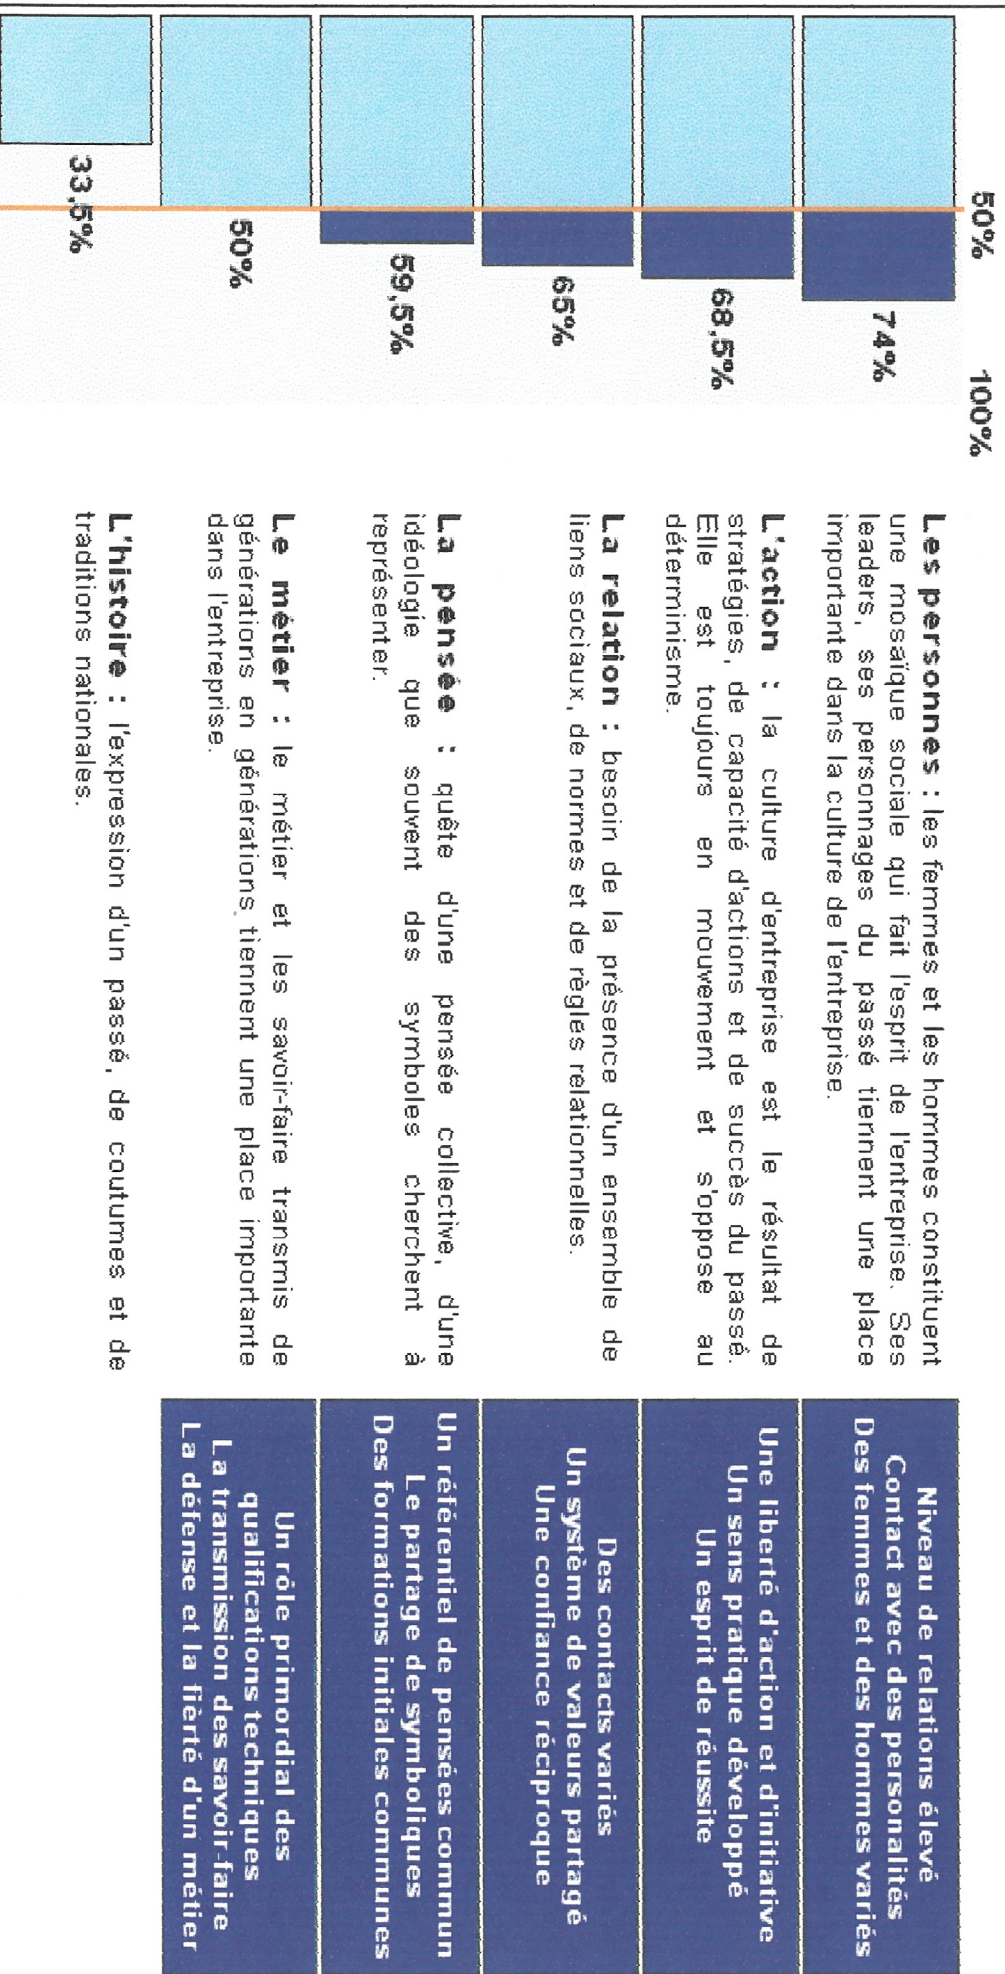 50% 100%
74%
Les personnes : les femmes et les hommes constituent
une mosaïque sociale qui fait l'esprit de l'entreprise. Ses
leaders, ses personnages du passé tiennent une place
importante dans la culture de l'entreprise.
Niveau de relations élevé
Contact avec des personalités
Des femmes et des hommes variés
68,5%
L'action : la culture d'entreprise est le résultat de
stratégies, de capacité d'actions et de succès du passé.
Elle est toujours en mouvement et s'oppose au
déterminisme.
Une liberté d'action et d'initiative
Un sens pratique développé
Un esprit de réussite
65%
La relation : besoin de la présence d'un ensemble de
liens sociaux, de normes et de règles relationnelles.
Des contacts variés
Un système de valeurs partagé
Une confiance réciproque
59,5%
La pensée : quête d'une pensée collective, d'une
idéologie que souvent des symboles cherchent à
représenter.
Un référentiel de pensées commun
Le partage de symboliques
Des formations initiales communes
50%
Le métier : le métier et les savoir-faire transmis de
générations en générations tiennent une place importante
dans l'entreprise.
Un rôle primordial des
qualifications techniques
La transmission des savoir-faire
La défense et la fièrté d'un métier
33,5%
L'histoire : l'expression d'un passé, de coutumes et de
traditions nationales.